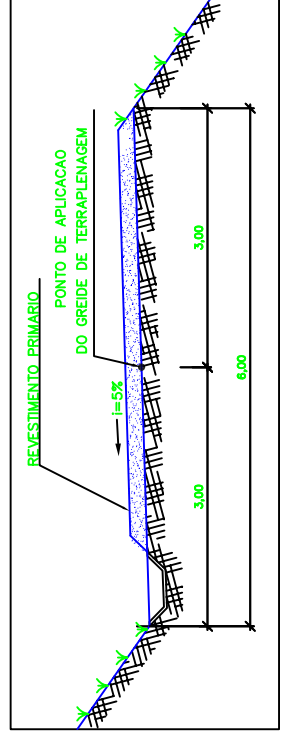 REVESTIMENTO PRIMARIO
PONTO DE APLICACAO
DO GREIDE DE TERRAPLENAGEM
i=5%
3,00
3,00
6,00